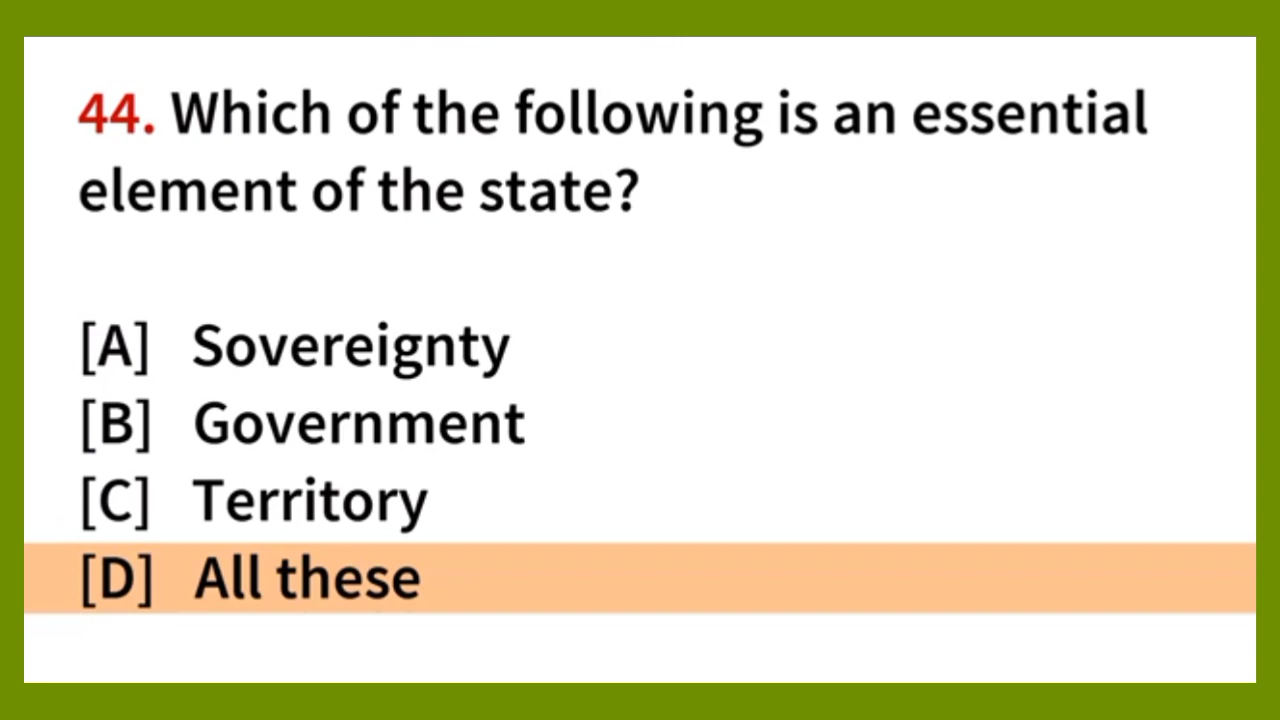 44. Which of the following is an essential
element of the state?
[A] Sovereignty
[B] Government
[C] Territory
[D] All these